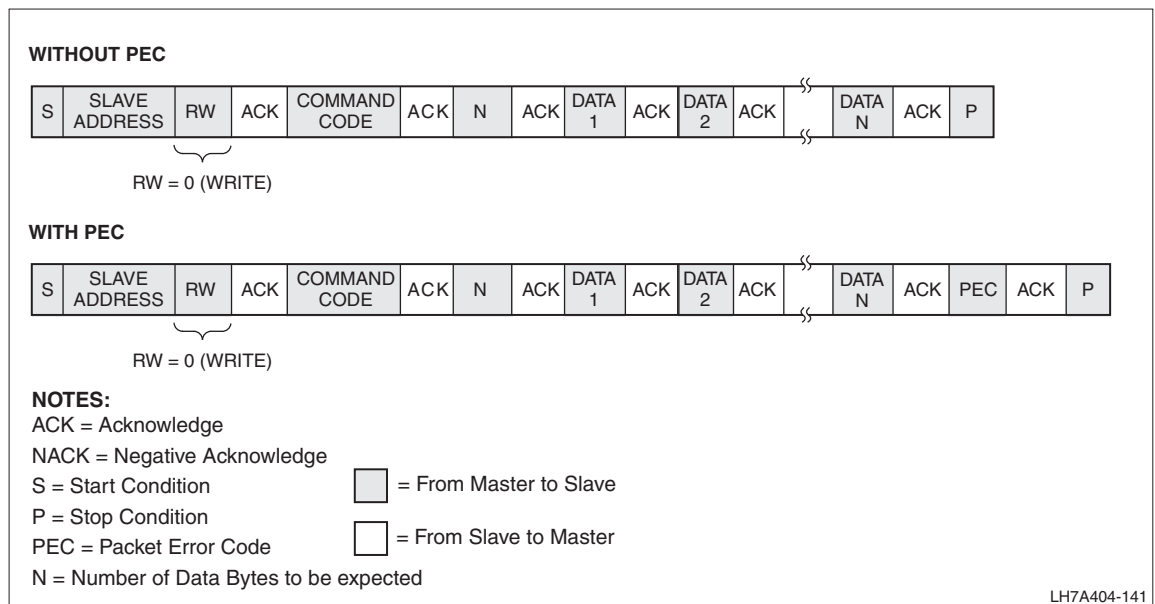 WITHOUT PEC
S SLAVE ADDRESS RW ACK COMMAND CODE ACK N ACK DATA 1 ACK DATA 2 ACK DATA N ACK P
RW = 0 (WRITE)
WITH PEC
S SLAVE ADDRESS RW ACK COMMAND CODE ACK N ACK DATA 1 ACK DATA 2 ACK DATA N ACK PEC ACK P
RW = 0 (WRITE)
NOTES:
ACK = Acknowledge
NACK = Negative Acknowledge
S = Start Condition
P = Stop Condition
PEC = Packet Error Code
N = Number of Data Bytes to be expected
= From Master to Slave
= From Slave to Master
LH7A404-141